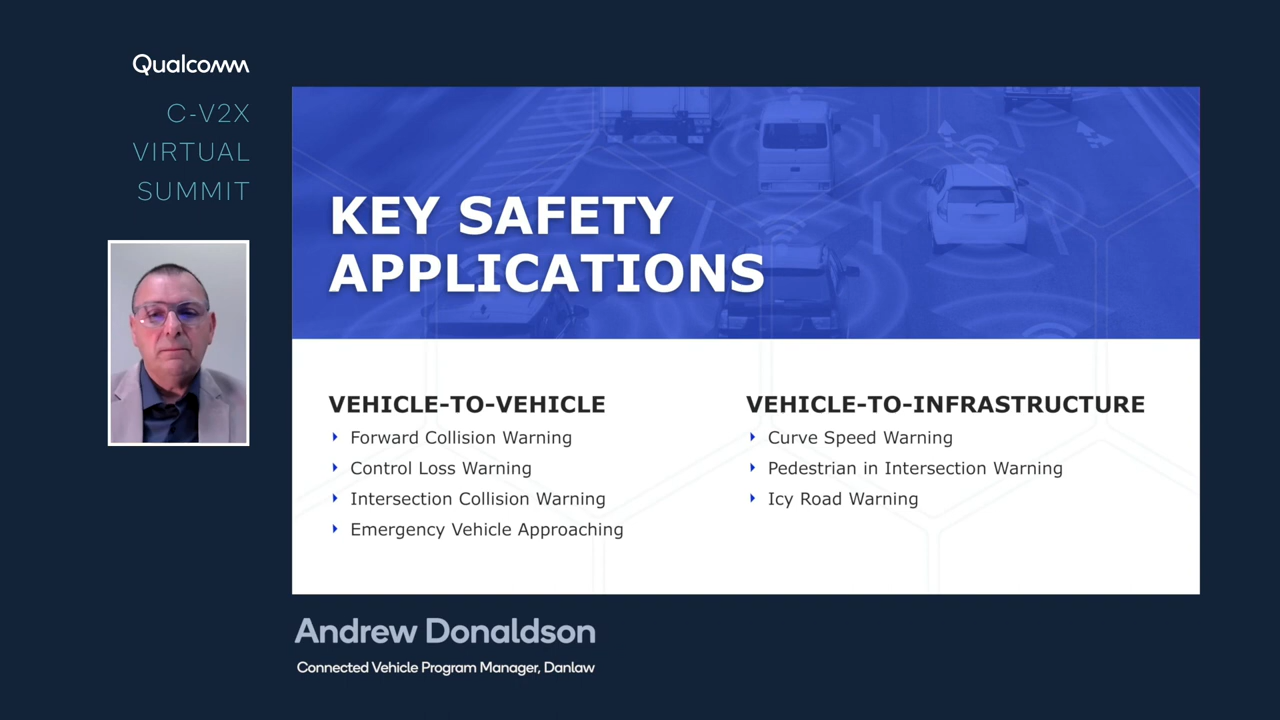 Qualcomm
C-V2X
VIRTUAL
SUMMIT
KEY SAFETY
APPLICATIONS
VEHICLE-TO-VEHICLE
Forward Collision Warning
Control Loss Warning
Intersection Collision Warning
Emergency Vehicle Approaching
VEHICLE-TO-INFRASTRUCTURE
Curve Speed Warning
Pedestrian in Intersection Warning
Icy Road Warning
Andrew Donaldson
Connected Vehicle Program Manager, Danlaw